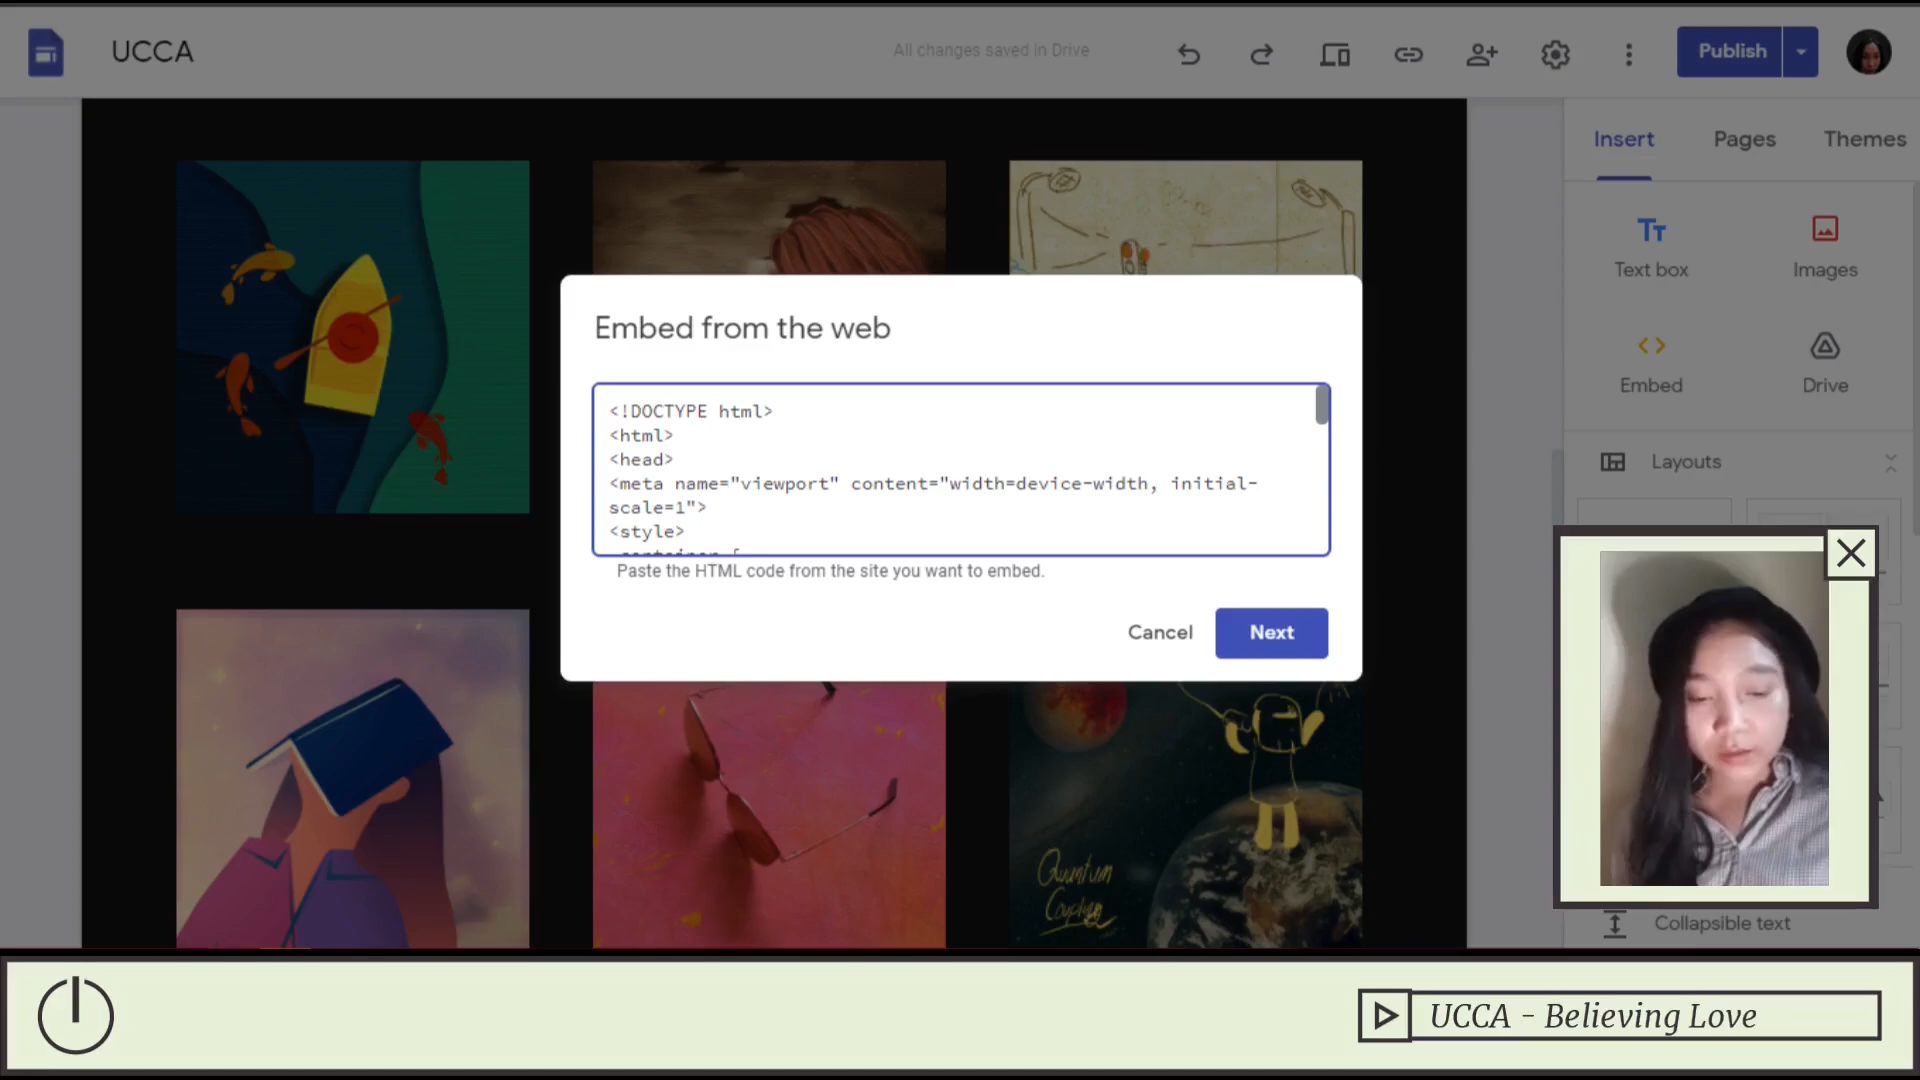 UCCA
All changes saved in Drive
Publish
Insert
Pages
Themes
Text box
Images
Embed
Drive
Layouts
Embed from the web
<!DOCTYPE html>
<html>
<head>
<meta name="viewport" content="width=device-width, initial-
scale=1">
<style>
Paste the HTML code from the site you want to embed.
Cancel
Next
Quantum
Collapsible text
UCCA - Believing Love